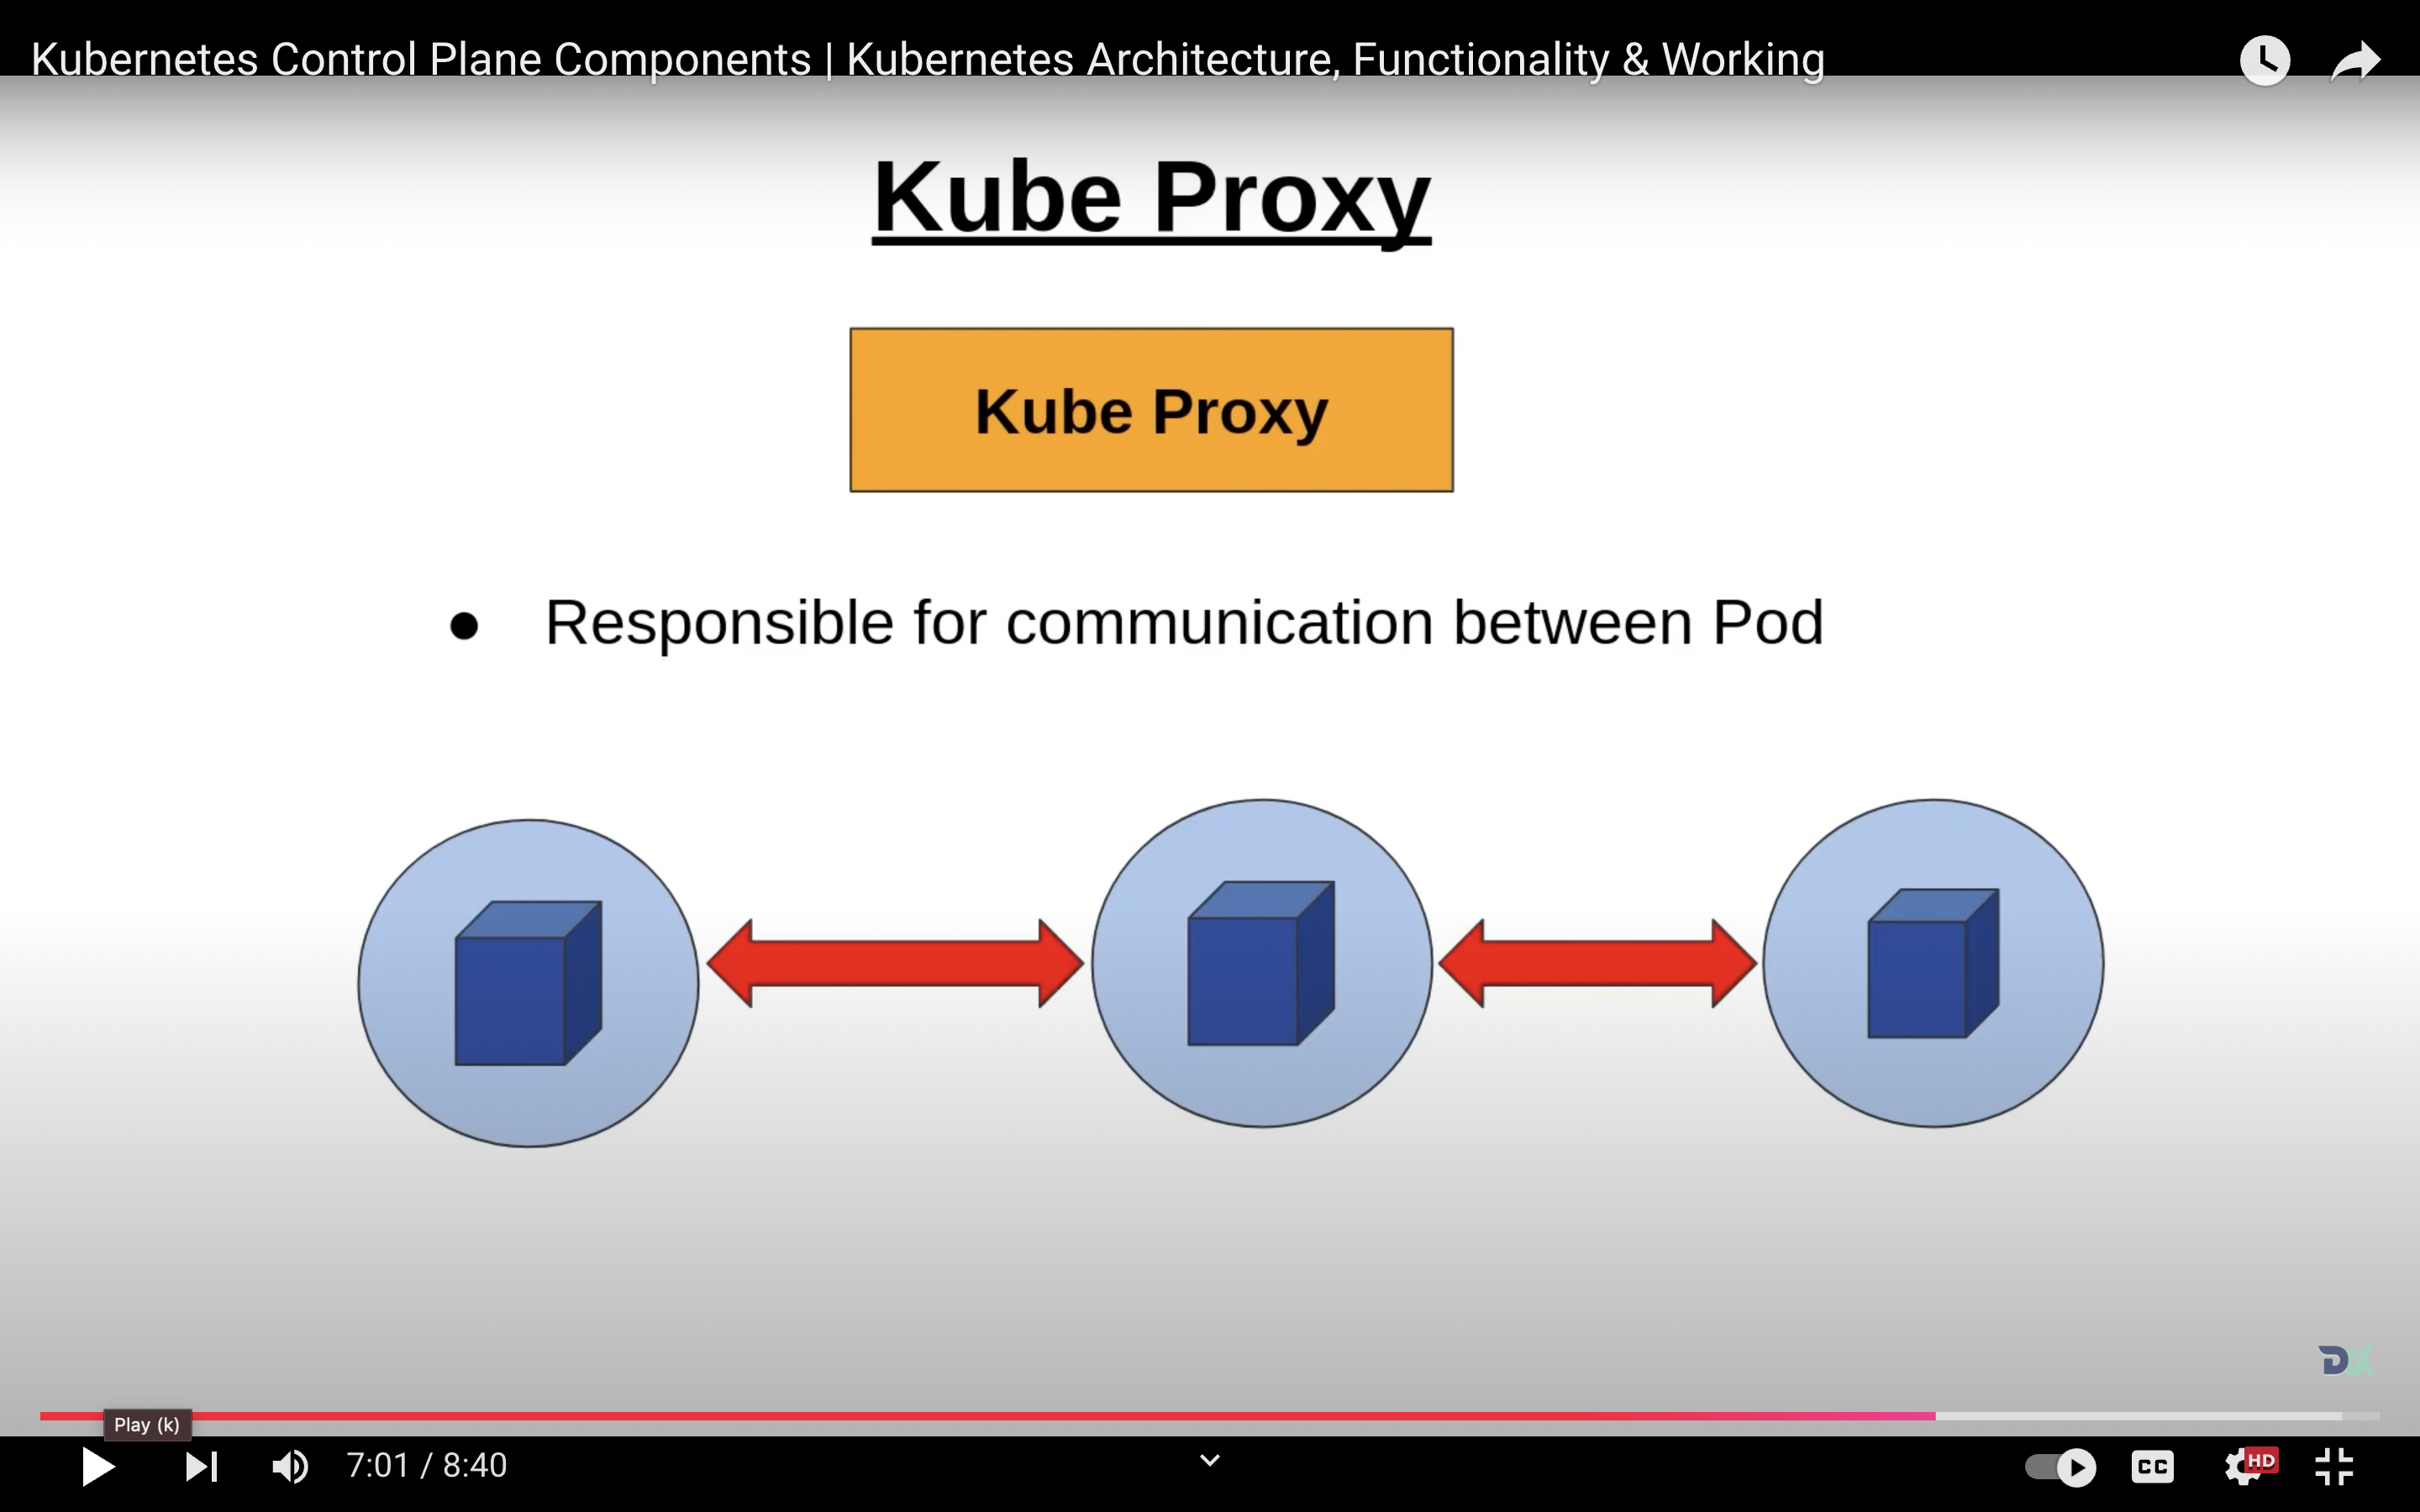 Kubernetes Control Plane Components | Kubernetes Architecture, Functionality & Working
Kube Proxy
Kube Proxy
● Responsible for communication between Pod
DX
Play (k)
7:01 / 8:40
CC
HD